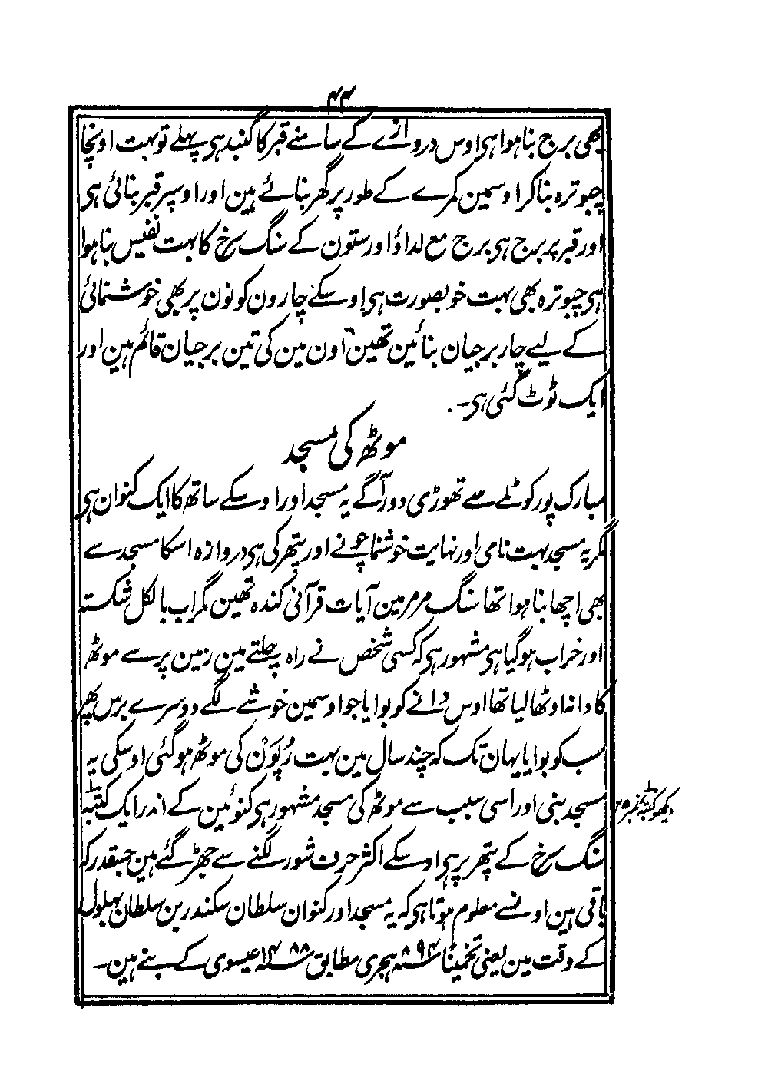 ۴۴
بھی برج بنا ہوا ہی اوس دروازے کے سامنے قبر کا گنبد ہی پہلے تو بہت اونچا
چبوترہ بنا کر اوسمین کمرے کے طور پر گھر بنائے ہین اور اوسپر قبر بنائی ہی
اور قبر پر برج ہی برج مع لداؤ اور ستون کے سنگ سرخ کا بہت نفیس بنا ہوا
ہی چبوترہ بھی بہت خوبصورت ہی اوسکے چارون کونون پر بھی خوشنمائی
کے لیے چار برجیان بنائین تھین اون مین کی تین برجیان قائم ہین اور
ایک ٹوٹ گئی ہی۔
موٹھ کی مسجد
مبارک پور کوٹلے سے تھوڑی دور آگے یہ مسجد اور اوسکے ساتھ کا ایک کنوان ہی
مگر یہ مسجد بہت نامی اور نہایت خوشنما چونے اور پتھر کی ہی دروازہ اسکا مسجد سے
بھی اچھا بنا ہوا تھا سنگ مرمر مین آیات قرآنی کندہ تھین مگر اب بالکل شکستہ
اور خراب ہو گیا ہی مشہور ہی کہ کسی شخص نے راہ چلتے مین زمین پر سے موٹھ
کا دانہ اوٹھا لیا تھا اوس دانے کو بوایا جو اوسمین خوشے لگے دوسرے برس پھر
سب کو بوایا یہان تک کہ چند سال مین بہت رُپوَن کی موٹھ ہو گئی اوسکی یہ
مسجد بنی اور اسی سبب سے موٹھ کی مسجد مشہور ہی کنوئین کے اندر ایک کتبہ
دیکھو کتبہ نمبر
سنگ سرخ کے پتھر پر ہی اوسکے اکثر حرف شور لگنے سے جھڑ گئے ہین جسقدر کہ
باقی ہین اونسے معلوم ہوتا ہی کہ یہ مسجد اور کنوان سلطان سکندر بن سلطان بہلول
کے وقت مین یعنی تخمیناً ۸۹۴ ہجری مطابق ۱۴۸۸ عیسوی کے بنے ہین۔